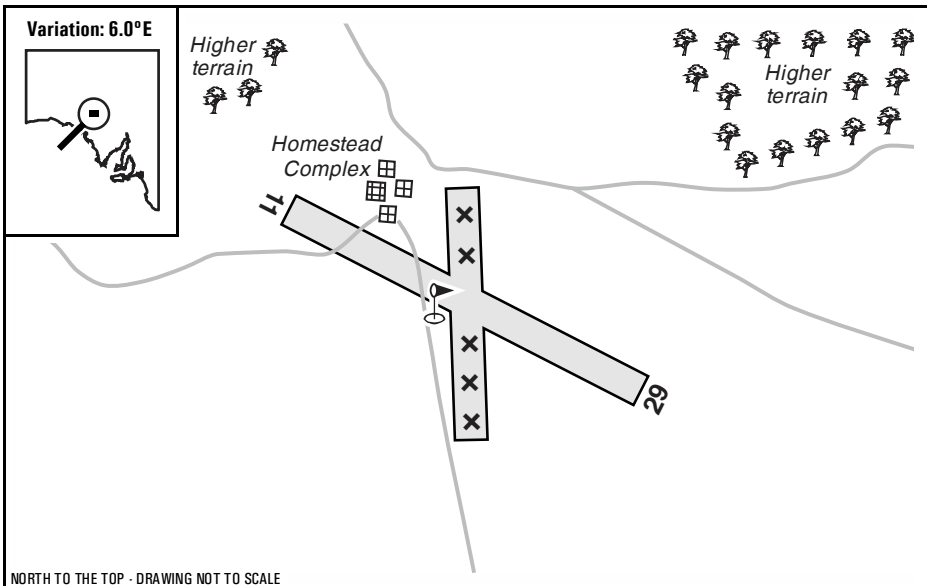 Variation: 6.0°E
Higher
terrain
Higher
terrain
Homestead
Complex
11
29
NORTH TO THE TOP - DRAWING NOT TO SCALE